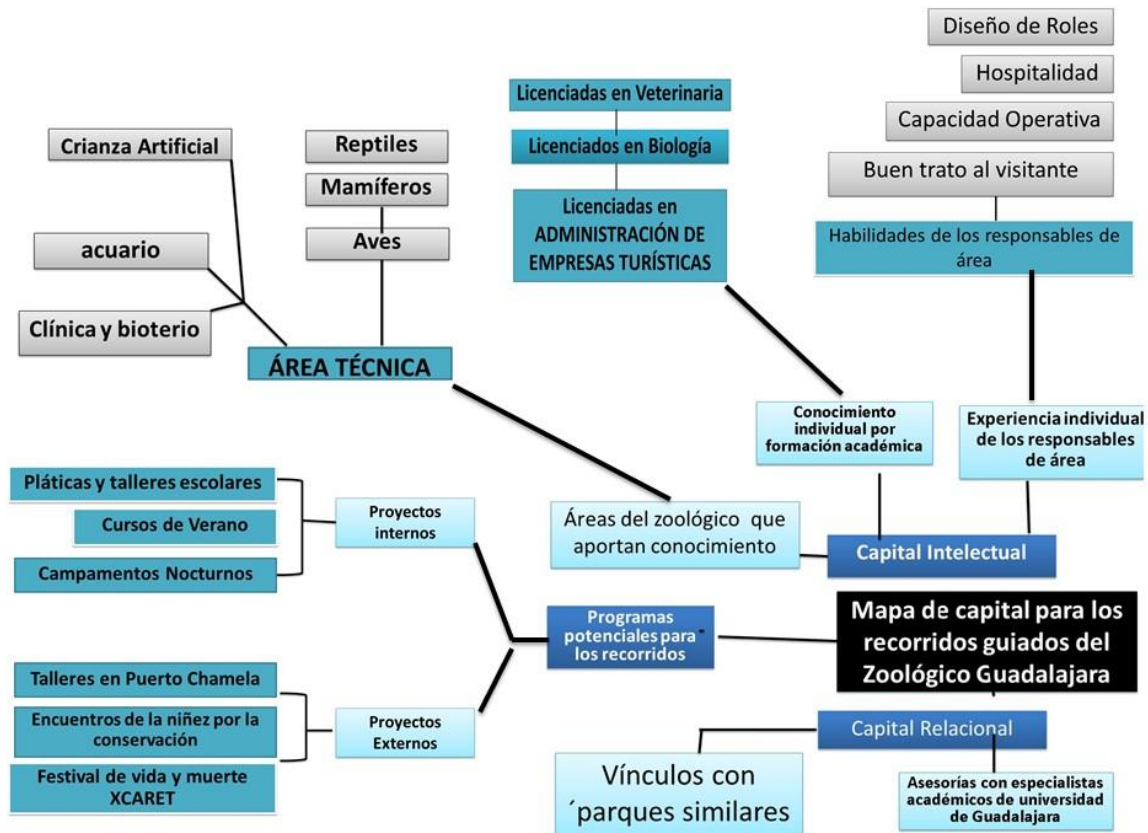 Diseño de Roles
Hospitalidad
Capacidad Operativa
Buen trato al visitante
Habilidades de los responsables de
área
Licenciadas en Veterinaria
Licenciados en Biología
Licenciadas en
ADMINISTRACIÓN DE
EMPRESAS TURÍSTICAS
Crianza Artificial
acuario
Clínica y bioterio
Reptiles
Mamíferos
Aves
ÁREA TÉCNICA
Conocimiento
individual por
formación académica
Experiencia individual
de los responsables
de área
Áreas del zoológico que
aportan conocimiento
Capital Intelectual
Pláticas y talleres escolares
Cursos de Verano
Campamentos Nocturnos
Proyectos
internos
Programas
potenciales para
los recorridos
Mapa de capital para los
recorridos guiados del
Zoológico Guadalajara
Talleres en Puerto Chamela
Encuentros de la niñez por la
conservación
Festival de vida y muerte
XCARET
Proyectos
Externos
Capital Relacional
Vínculos con
´parques similares
Asesorías con especialistas
académicos de universidad
de Guadalajara